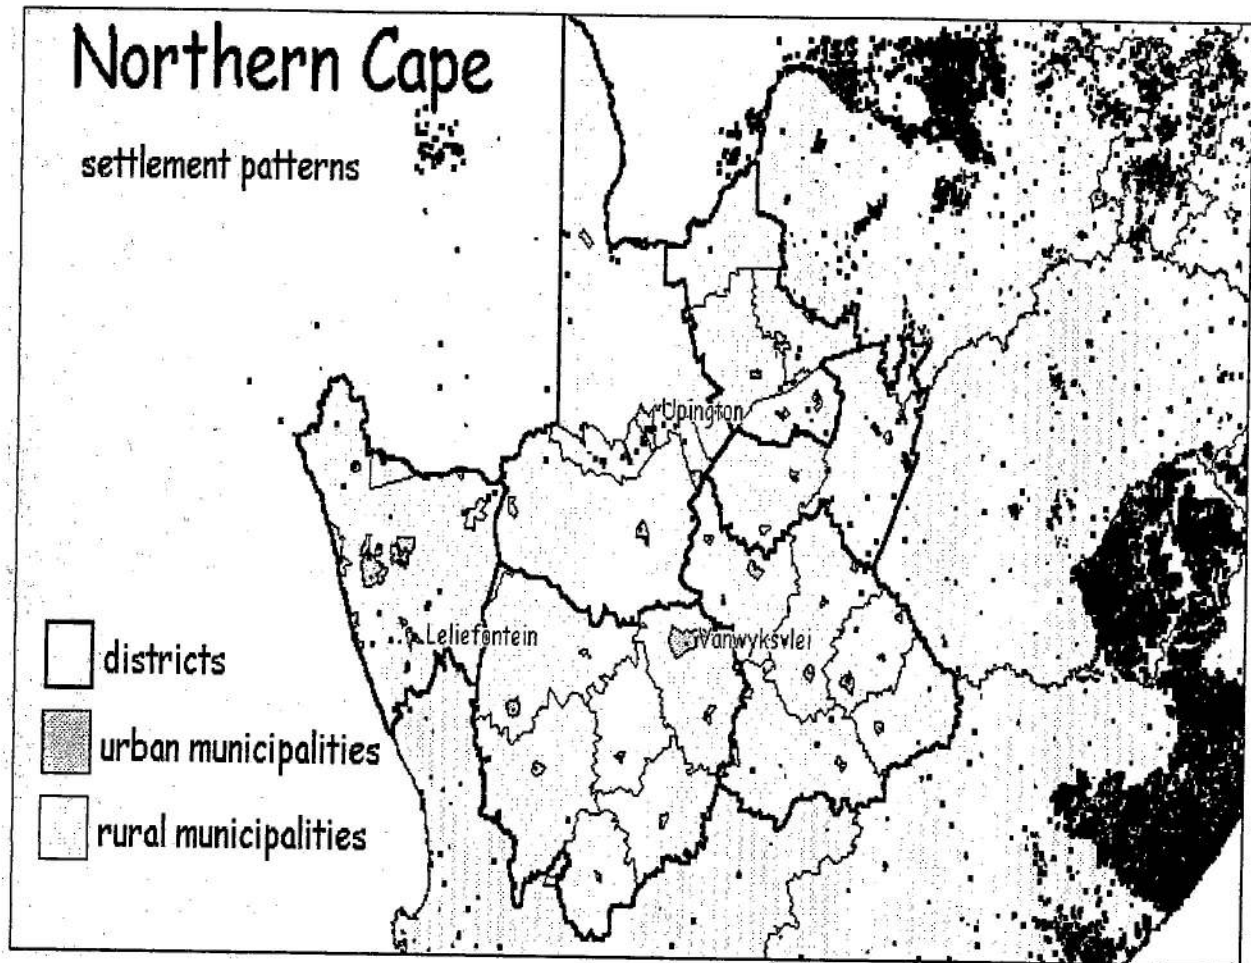 Northern Cape
settlement patterns
Upington
Leliefontein
Vanwyksvlei
districts
urban municipalities
rural municipalities